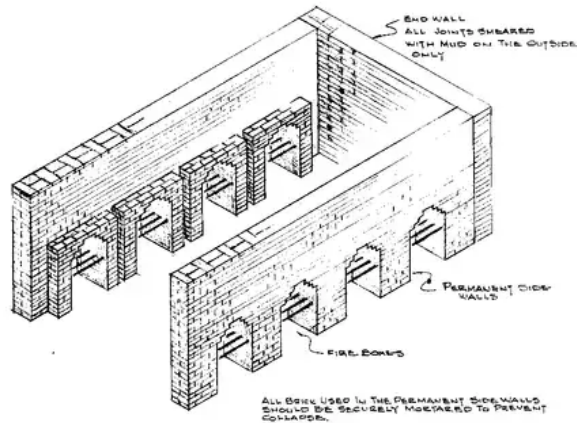 END WALL
ALL JOINTS SMEARED
WITH MUD ON THE OUTSIDE
ONLY
PERMANENT SIDE
WALLS
FIRE BOXES
ALL BRICK USED IN THE PERMANENT SIDE WALLS
SHOULD BE SECURELY MORTARED TO PREVENT
COLLAPSE.